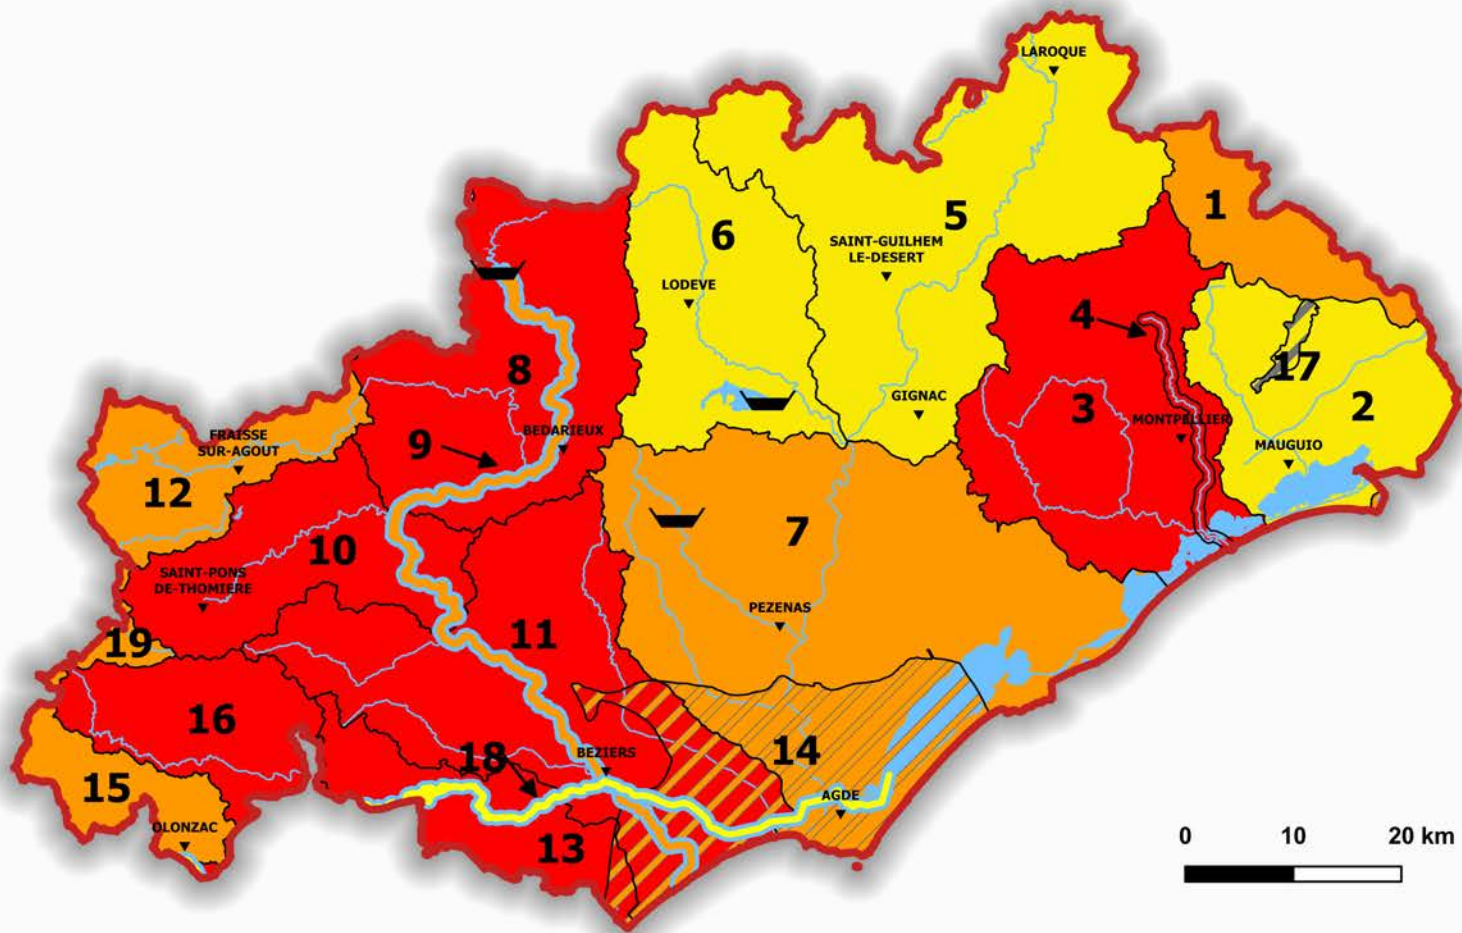 LAROQUE
1
5
6
SAINT-GUILHEM
LE-DESERT
LODEVE
4
8
17
GIGNAC
3
2
MONTPELLIER
BEDARIEUX
9
MAUGUIO
FRAISSE
SUR-AGOUT
12
7
10
SAINT-PONS
DE-THOMIERE
PEZENAS
11
19
16
14
18
BEZIERS
15
AGDE
OLONZAC
13
0 10 20 km